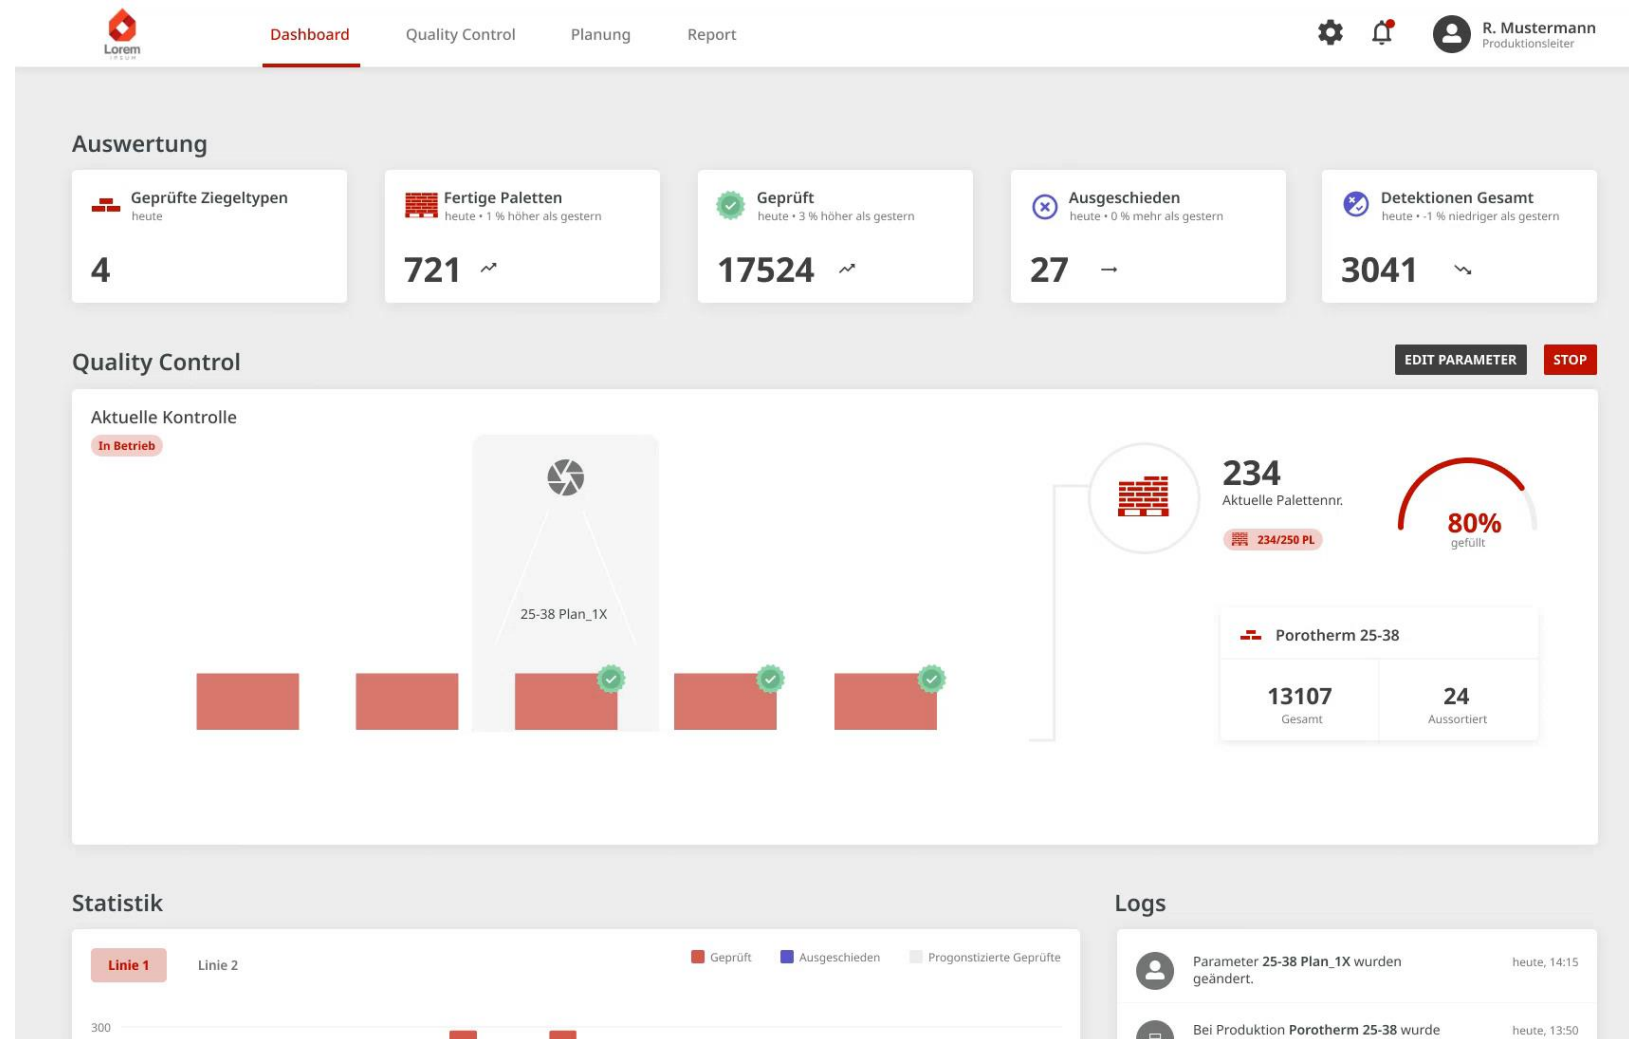 Lorem
IPSUM
Dashboard
Quality Control
Planung
Report
R. Mustermann
Produktionsleiter
Auswertung
Geprüfte Ziegeltypen
heute
4
Fertige Paletten
heute • 1 % höher als gestern
721
Geprüft
heute • 3 % höher als gestern
17524
Ausgeschieden
heute • 0 % mehr als gestern
27
Detektionen Gesamt
heute • -1 % niedriger als gestern
3041
Quality Control
EDIT PARAMETER
STOP
Aktuelle Kontrolle
In Betrieb
25-38 Plan_1X
234
Aktuelle Palettennr.
234/250 PL
80%
gefüllt
Porotherm 25-38
13107
Gesamt
24
Aussortiert
Statistik
Linie 1
Linie 2
Geprüft
Ausgeschieden
Progonstizierte Geprüfte
300
Logs
Parameter 25-38 Plan_1X wurden
geändert.
heute, 14:15
Bei Produktion Porotherm 25-38 wurde
heute, 13:50